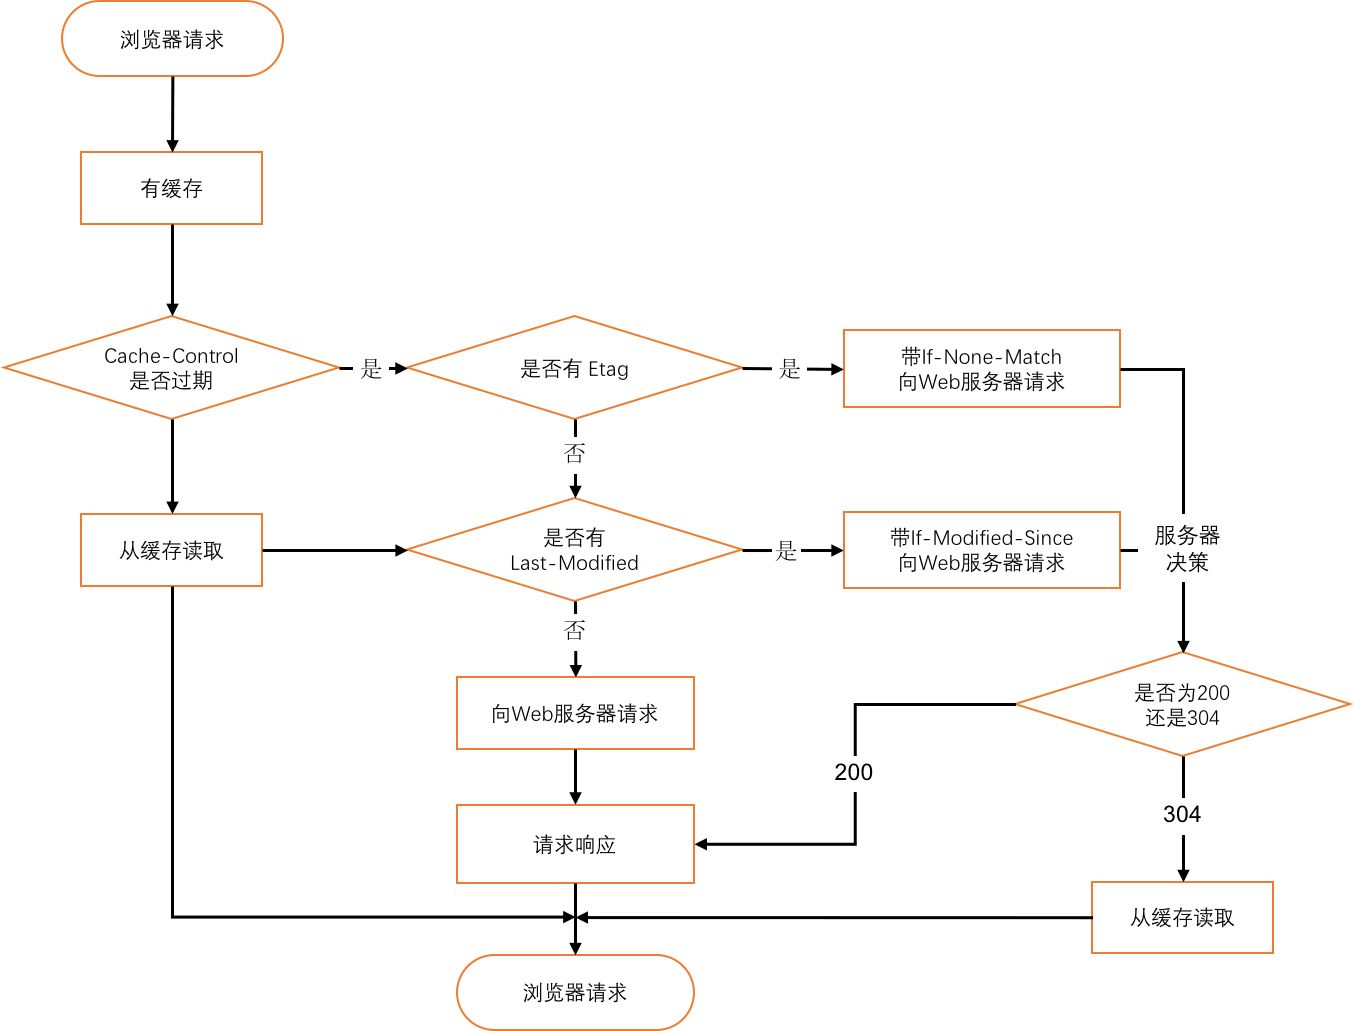 浏览器请求
有缓存
Cache-Control
是否过期
是
是否有 Etag
是
带If-None-Match
向Web服务器请求
否
从缓存读取
是否有
Last-Modified
是
带If-Modified-Since
向Web服务器请求
服务器
决策
否
向Web服务器请求
是否为200
还是304
200
304
请求响应
从缓存读取
浏览器请求